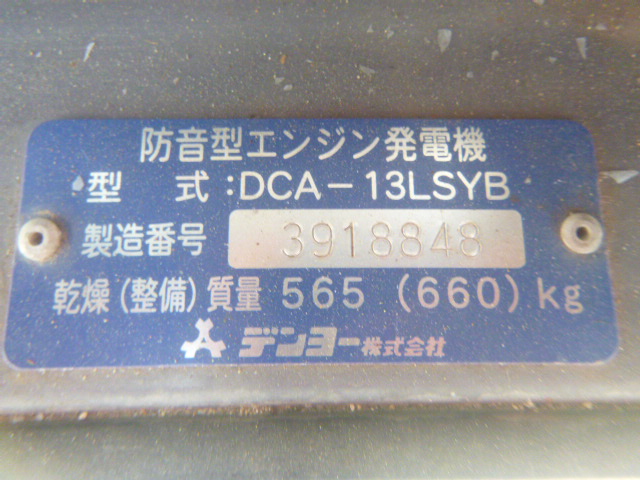 防音型エンジン発電機
型 式:DCA-13LSYB
製造番号 3918848
乾燥(整備)質量 565 (660) kg
デンヨー株式会社